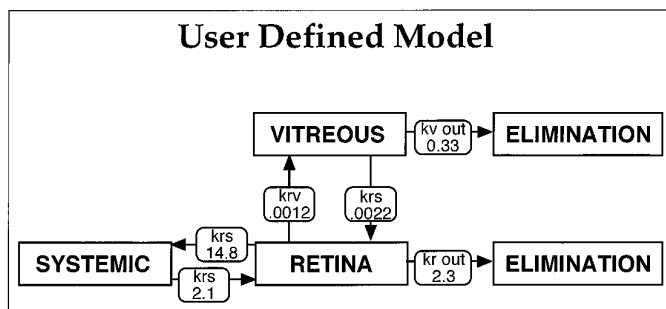 User Defined Model
VITREOUS
kv out
0.33
ELIMINATION
krv
.0012
krs
.0022
krs
14.8
SYSTEMIC
krs
2.1
RETINA
kr out
2.3
ELIMINATION